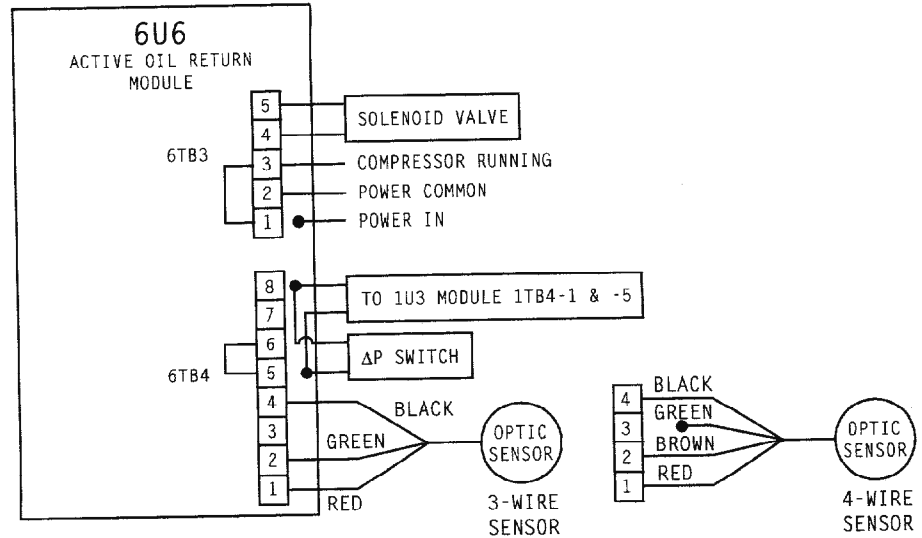 6U6
ACTIVE OIL RETURN
MODULE
6TB3
5
4
3
2
1
SOLENOID VALVE
COMPRESSOR RUNNING
POWER COMMON
POWER IN
6TB4
8
7
6
5
4
3
2
1
TO 1U3 MODULE 1TB4-1 & -5
ΔP SWITCH
BLACK
GREEN
RED
OPTIC
SENSOR
3-WIRE
SENSOR
4
3
2
1
BLACK
GREEN
BROWN
RED
OPTIC
SENSOR
4-WIRE
SENSOR